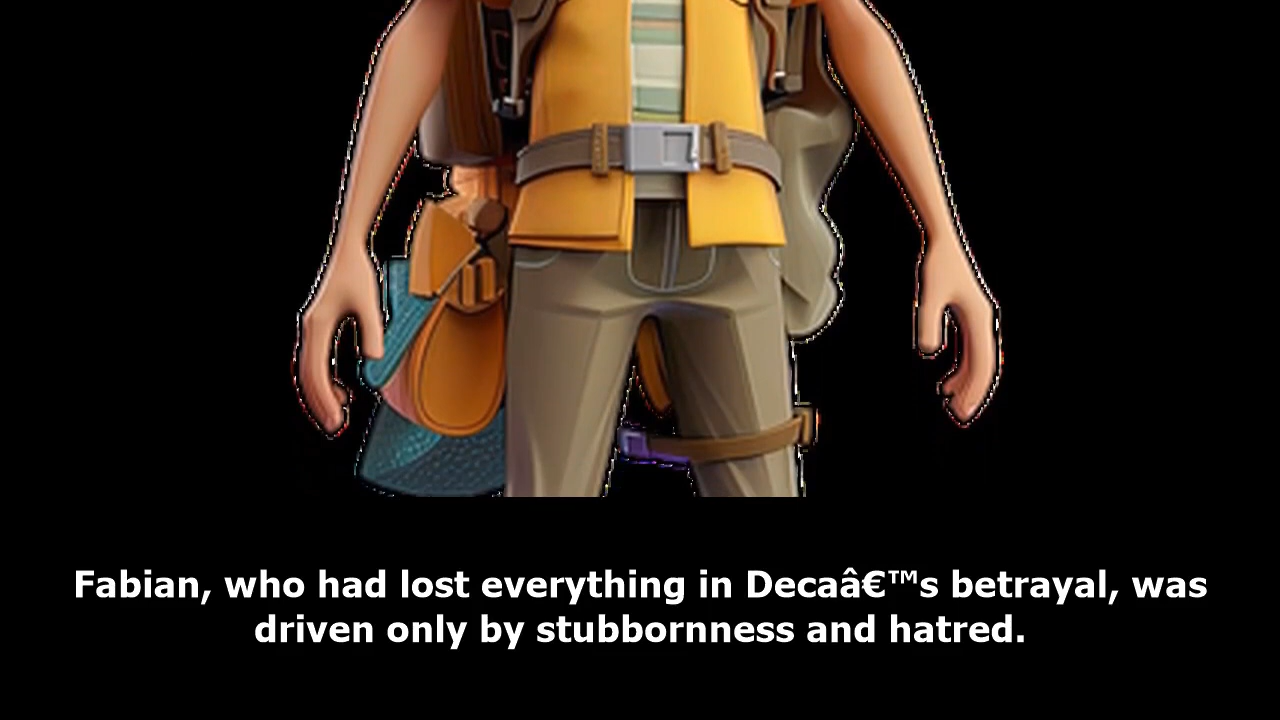 Fabian, who had lost everything in Decaâ€™s betrayal, was
driven only by stubbornness and hatred.